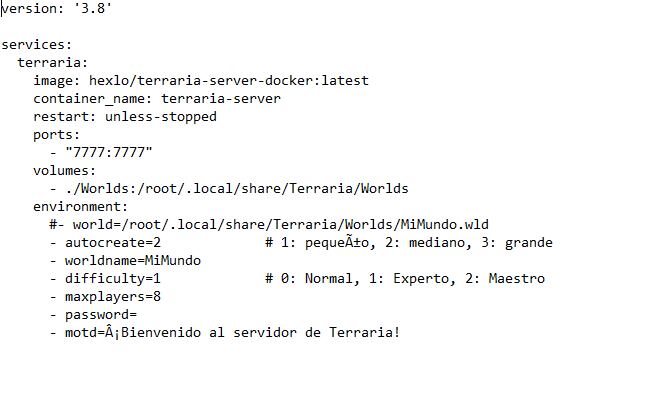 version: '3.8'
services:
terraria:
image: hexlo/terraria-server-docker:latest
container_name: terraria-server
restart: unless-stopped
ports:
- "7777:7777"
volumes:
- ./Worlds:/root/.local/share/Terraria/Worlds
environment:
#- world=/root/.local/share/Terraria/Worlds/MiMundo.wld
- autocreate=2 # 1: pequeÃ±o, 2: mediano, 3: grande
- worldname=MiMundo
- difficulty=1 # 0: Normal, 1: Experto, 2: Maestro
- maxplayers=8
- password=
- motd=Â¡Bienvenido al servidor de Terraria!